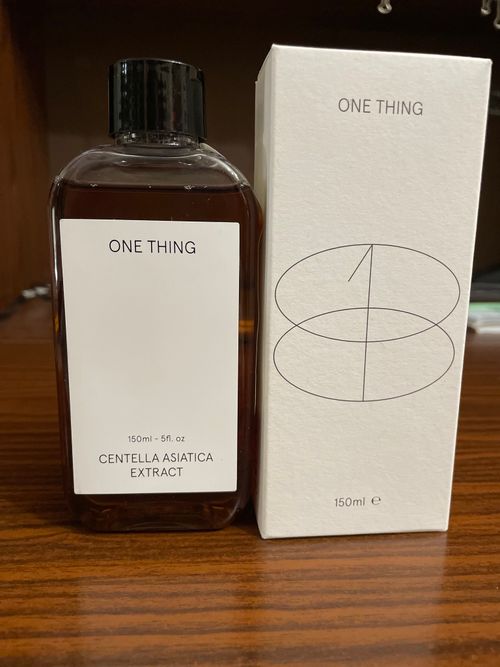 ONE THING
150ml - 5fl. oz
CENTELLA ASIATICA
EXTRACT
ONE THING
150ml ℮